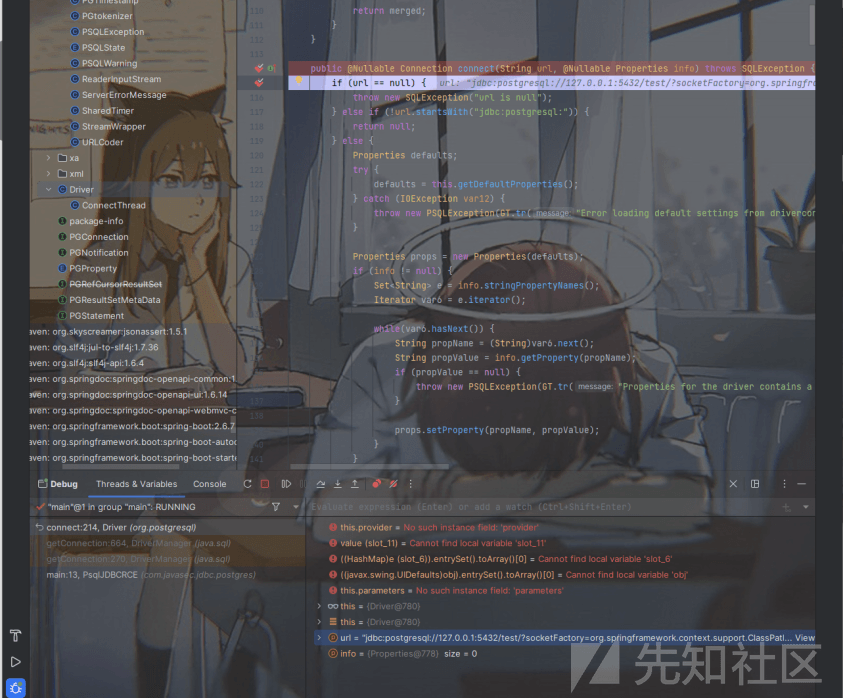 PGTimestamp
PGtokenizer
PSQLException
PSQLState
PSQLWarning
ReaderInputStream
ServerErrorMessage
SharedTimer
StreamWrapper
URLCoder
xa
xml
Driver
ConnectThread
package-info
PGConnection
PGNotification
PGProperty
PGRefCursorResultSet
PGResultSetMetaData
PGStatement
aven: org.skyscreamer:jsonassert:1.5.1
aven: org.slf4j:jul-to-slf4j:1.7.36
aven: org.slf4j:slf4j-api:1.6.4
aven: org.springdoc:springdoc-openapi-common:1
aven: org.springdoc:springdoc-openapi-ui:1.6.14
aven: org.springdoc:springdoc-openapi-webmvc-c
aven: org.springframework.boot:spring-boot:2.6.7
aven: org.springframework.boot:spring-boot-autoc
aven: org.springframework.boot:spring-boot-starte
return merged;
}
}
public @Nullable Connection connect(String url, @Nullable Properties info) throws SQLException {
if (url == null) { url: "jdbc:postgresql://127.0.0.1:5432/test/?socketFactory=org.springfra
throw new SQLException("url is null");
} else if (!url.startsWith("jdbc:postgresql:")) {
return null;
} else {
Properties defaults;
try {
defaults = this.getDefaultProperties();
} catch (IOException var12) {
throw new PSQLException(GT.tr( message: "Error loading default settings from drivercon
}
Properties props = new Properties(defaults);
if (info != null) {
Set<String> e = info.stringPropertyNames();
Iterator var6 = e.iterator();
while(var6.hasNext()) {
String propName = (String)var6.next();
String propValue = info.getProperty(propName);
if (propValue == null) {
throw new PSQLException(GT.tr( message: "Properties for the driver contains a
}
props.setProperty(propName, propValue);
}
}
Debug Threads & Variables Console
"main"@1 in group "main": RUNNING
Evaluate expression (Enter) or add a watch (Ctrl+Shift+Enter)
connect:214, Driver (org.postgresql)
getConnection:664, DriverManager (java.sql)
getConnection:270, DriverManager (java.sql)
main:13, PsqlJDBCRCE (com.javasec.jdbc.postgres)
this.provider = No such instance field: 'provider'
value (slot_11) = Cannot find local variable 'slot_11'
((HashMap)e (slot_6)).entrySet().toArray()[0] = Cannot find local variable 'slot_6'
((javax.swing.UIDefaults)obj).entrySet().toArray()[0] = Cannot find local variable 'obj'
this.parameters = No such instance field: 'parameters'
this = {Driver@780}
this = {Driver@780}
url = "jdbc:postgresql://127.0.0.1:5432/test/?socketFactory=org.springframework.context.support.ClassPatl... View
info = {Properties@778} size = 0
先知社区